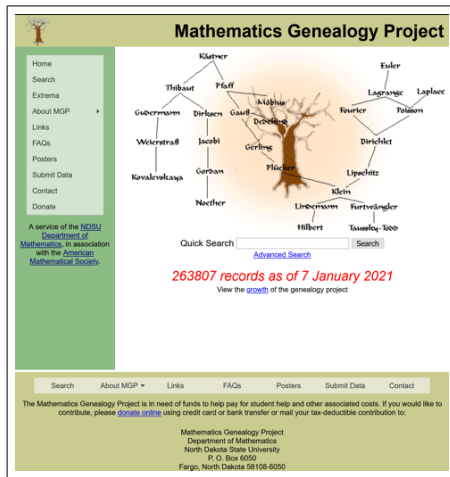 Mathematics Genealogy Project
Home
Search
Extrema
About MGP
Links
FAQs
Posters
Submit Data
Contact
Donate
A service of the NDSU
Department of
Mathematics, in association
with the American
Mathematical Society.
Kästner
Thibaut
Pfaff
Möbius
Gudermann
Dirksen
Gauß
Dedekind
Weierstraß
Jacobi
Gerling
Kovalevskaya
Gordan
Plücker
Noether
Euler
Lagrange
Laplace
Fourier
Poisson
Dirichlet
Lipschitz
Klein
Lindemann
Furtwängler
Hilbert
Taussky-Todd
Quick Search
Search
Advanced Search
263807 records as of 7 January 2021
View the growth of the genealogy project
Search About MGP Links FAQs Posters Submit Data Contact
The Mathematics Genealogy Project is in need of funds to help pay for student help and other associated costs. If you would like to
contribute, please donate online using credit card or bank transfer or mail your tax-deductible contribution to:
Mathematics Genealogy Project
Department of Mathematics
North Dakota State University
P. O. Box 6050
Fargo, North Dakota 58108-6050